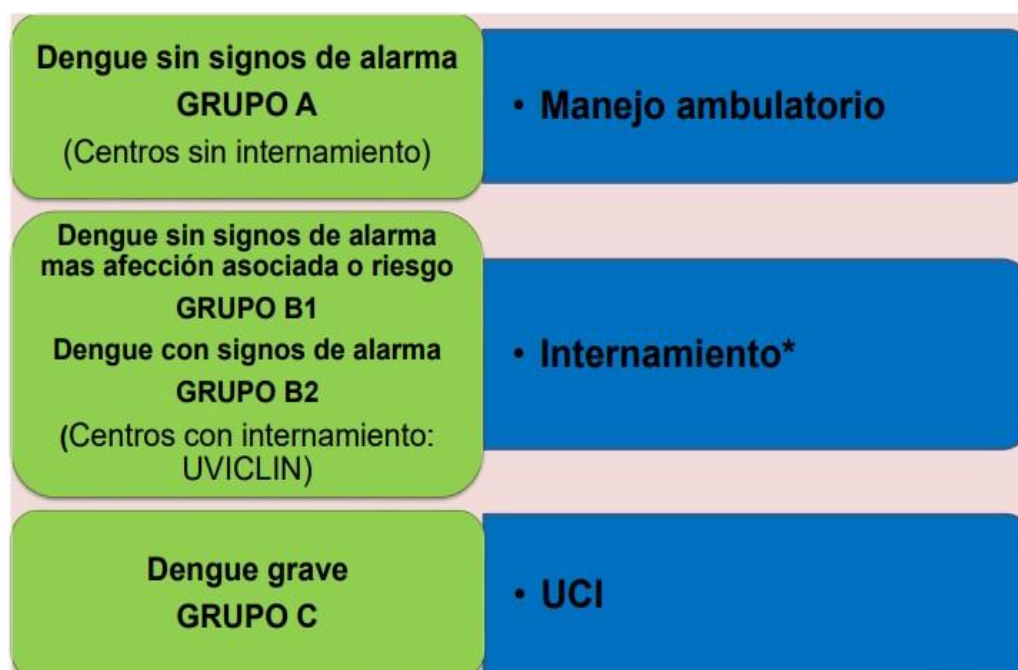 Dengue sin signos de alarma
GRUPO A
(Centros sin internamiento)
• Manejo ambulatorio
Dengue sin signos de alarma
mas afección asociada o riesgo
GRUPO B1
Dengue con signos de alarma
GRUPO B2
(Centros con internamiento:
UVICLIN)
• Internamiento*
Dengue grave
GRUPO C
• UCI